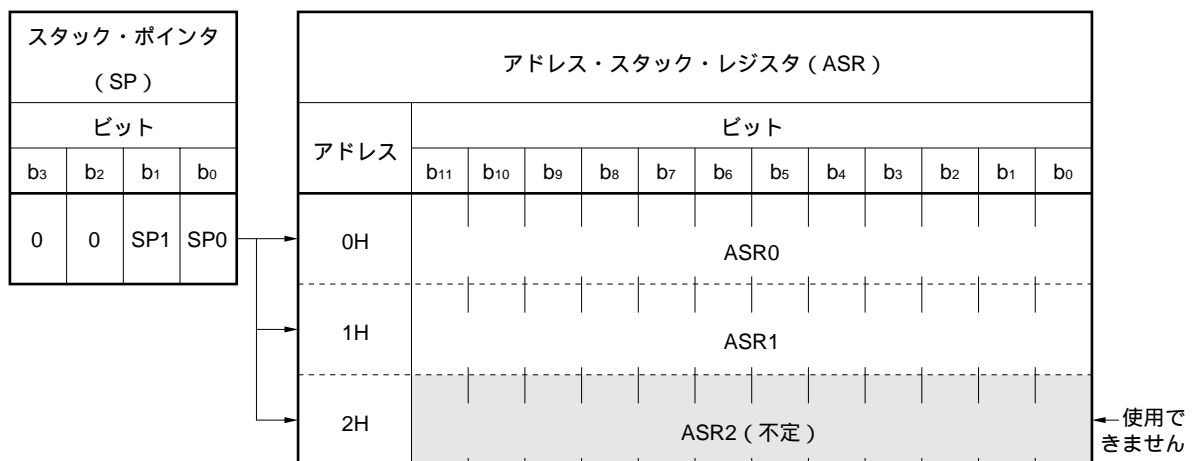 スタック・ポインタ
(SP)
ビット
b3 b2 b1 b0
0 0 SP1 SP0
アドレス・スタック・レジスタ(ASR)
アドレス
ビット
b11 b10 b9 b8 b7 b6 b5 b4 b3 b2 b1 b0
0H ASR0
1H ASR1
2H ASR2(不定)
使用で
きません